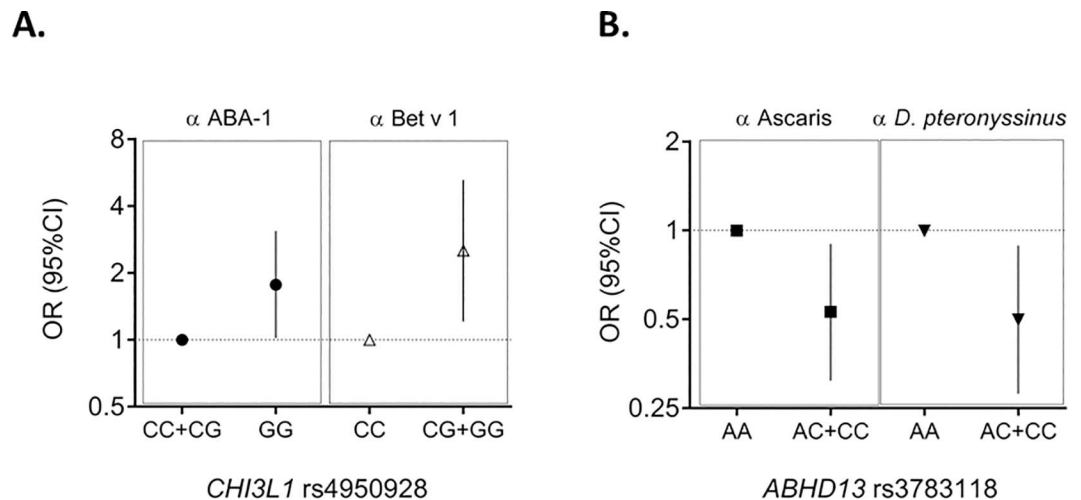 A.
α ABA-1 α Bet v 1
8
4
2
1
0.5
OR (95%CI)
CC+CG GG CC CG+GG
CHI3L1 rs4950928
B.
α Ascaris α D. pteronyssinus
2
1
0.5
0.25
OR (95%CI)
AA AC+CC AA AC+CC
ABHD13 rs3783118